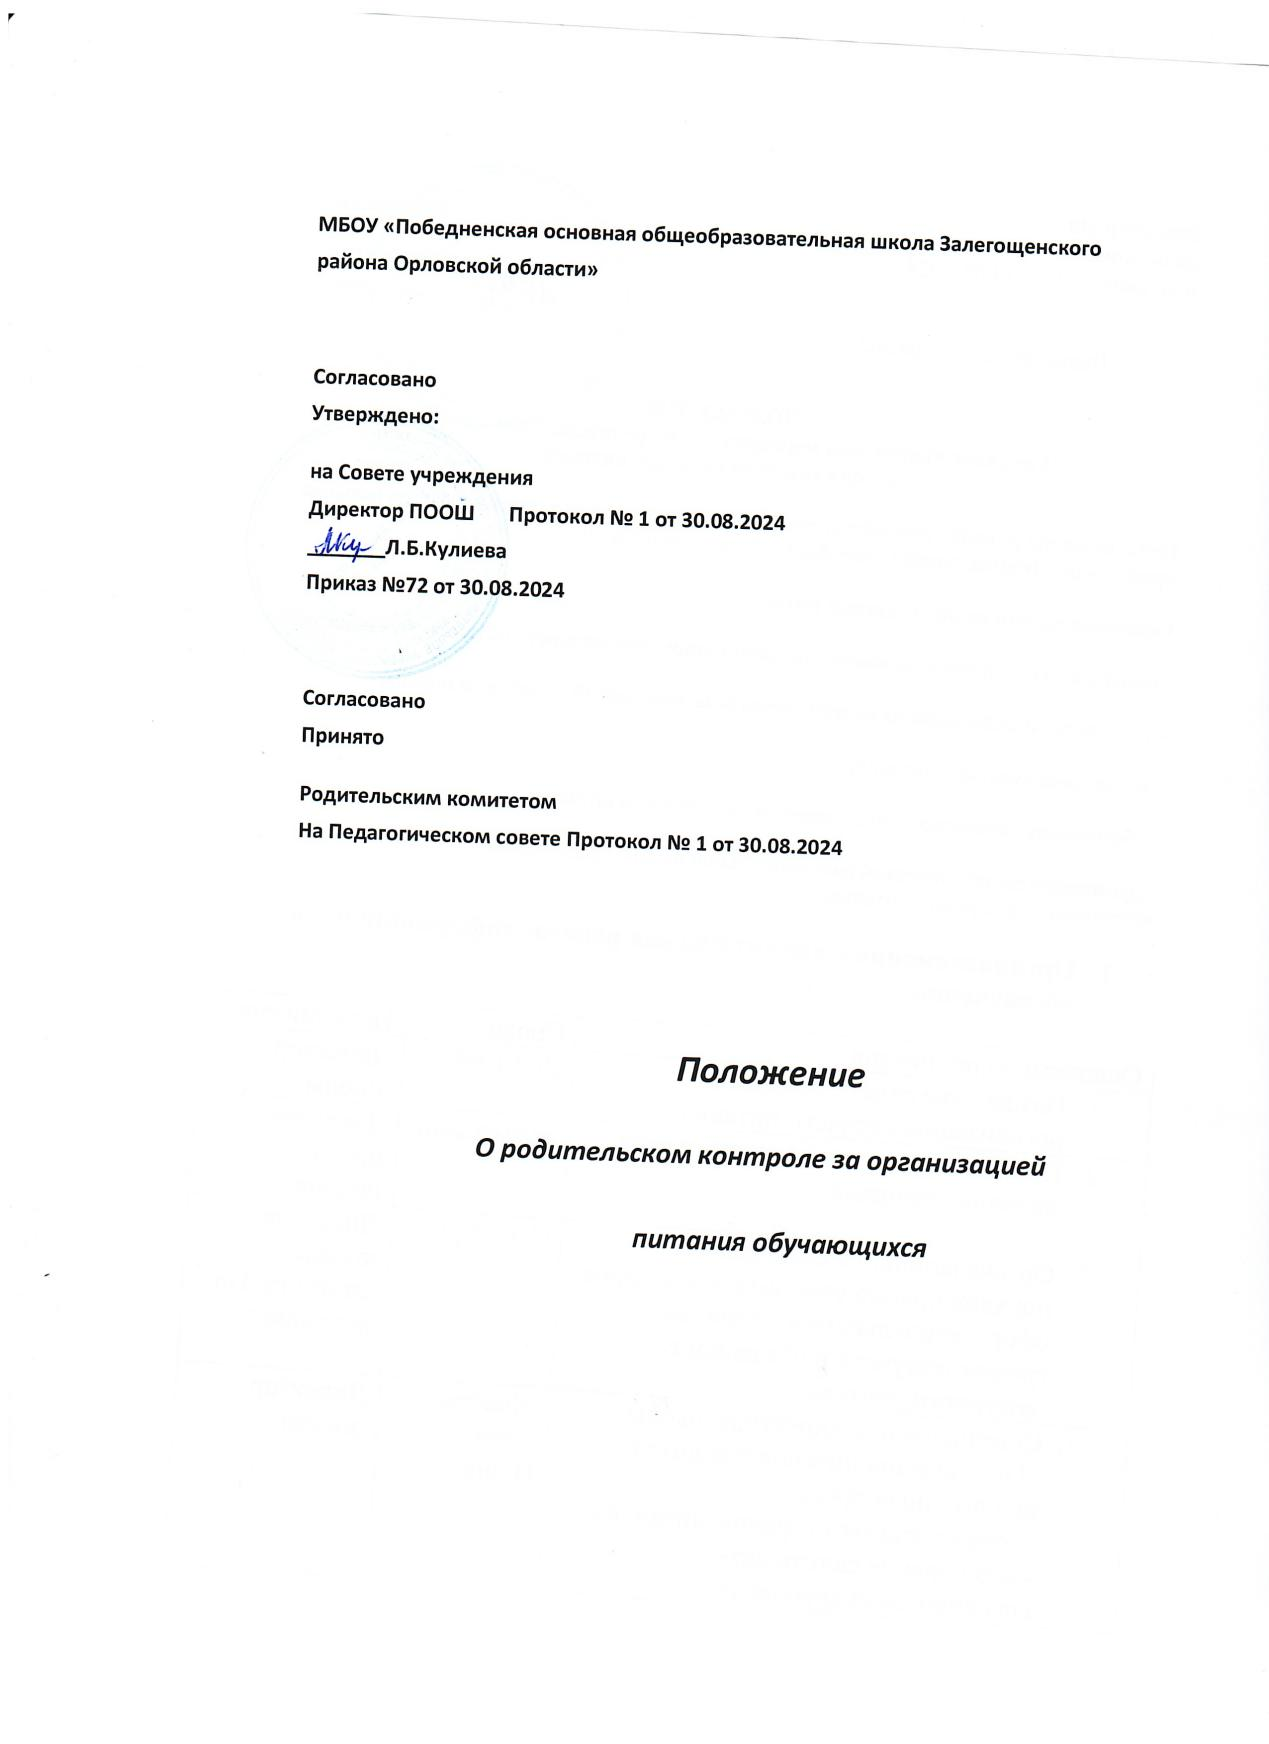 МБОУ «Победненская основная общеобразовательная школа Залегощенского
района Орловской области»
Согласовано
Утверждено:
на Совете учреждения
Директор ПООШ Протокол № 1 от 30.08.2024
Л.Б.Кулиева
Приказ №72 от 30.08.2024
Согласовано
Принято
Родительским комитетом
На Педагогическом совете Протокол № 1 от 30.08.2024
Положение
О родительском контроле за организацией
питания обучающихся